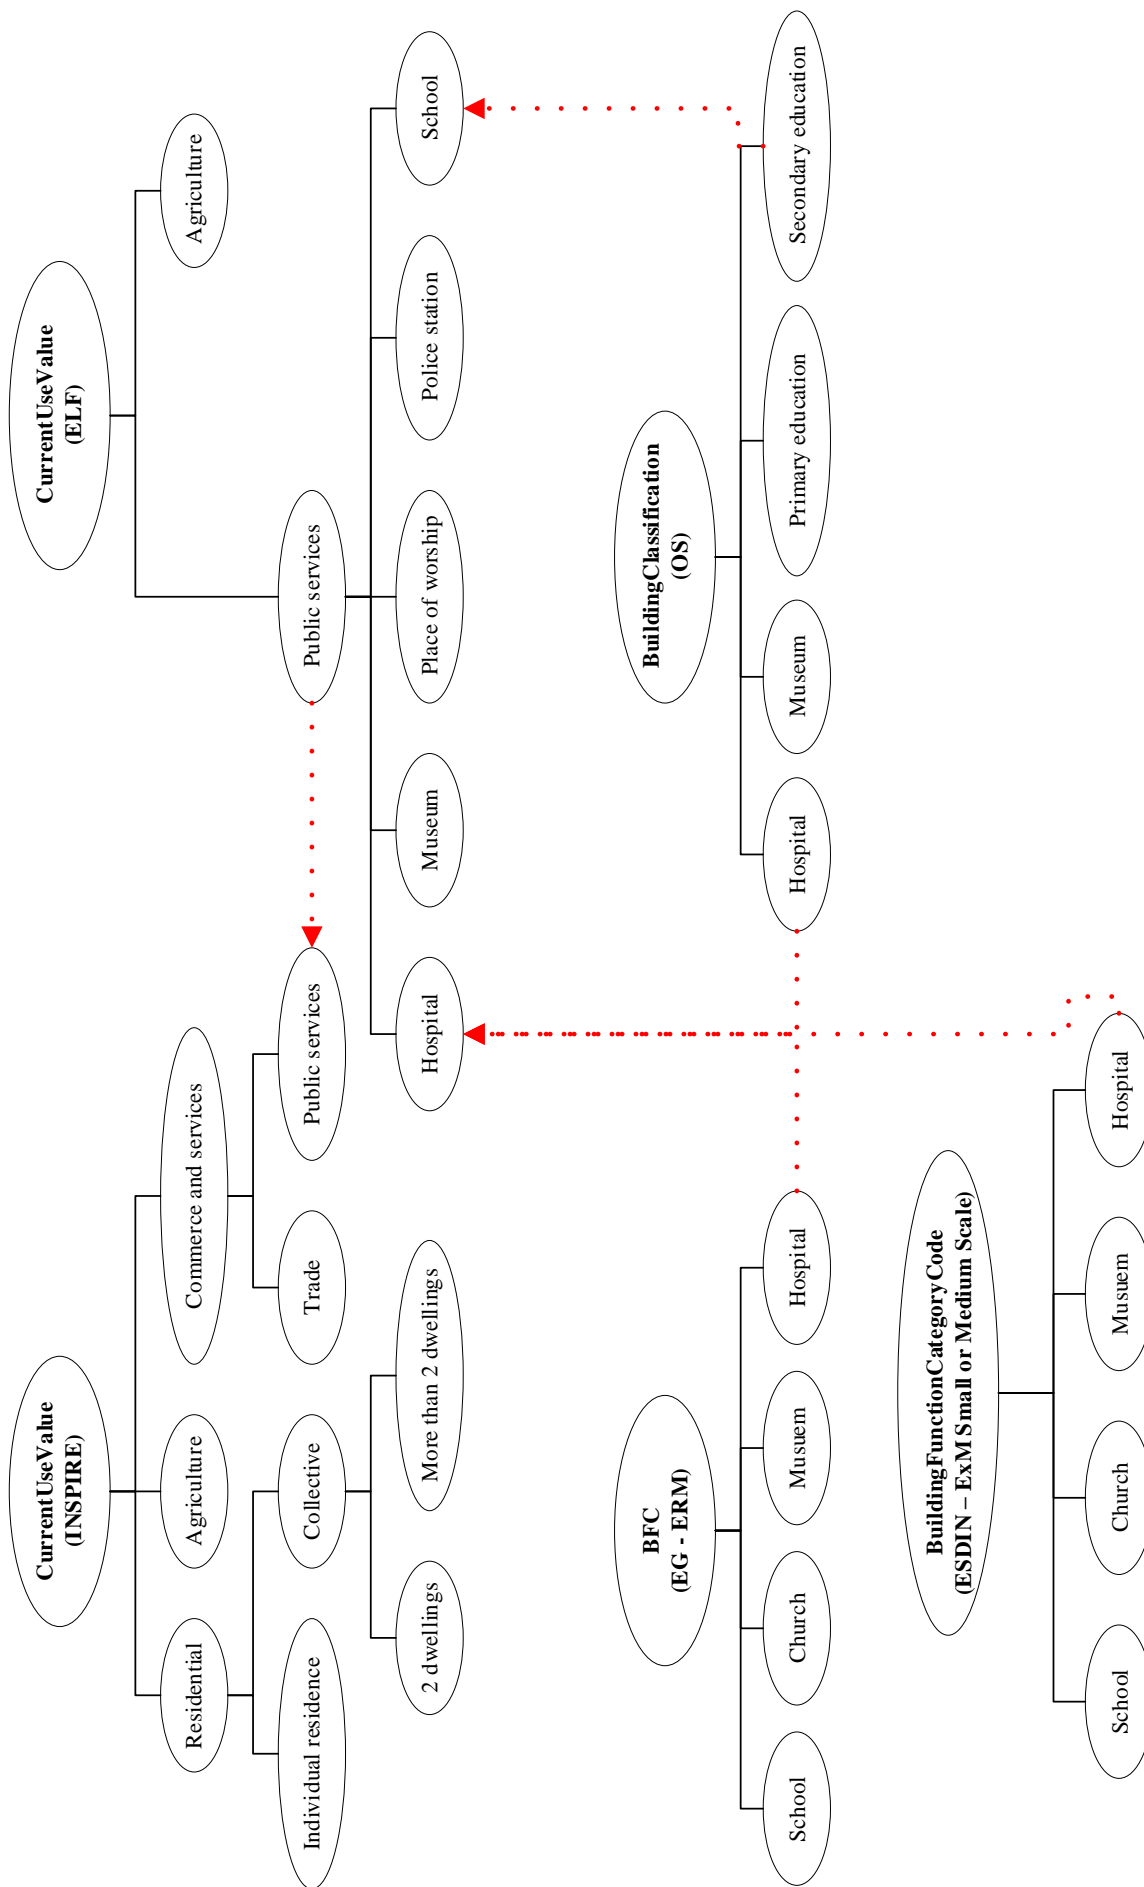 CurrentUseValue
(INSPIRE)
CurrentUseValue
(ELF)
Residential
Agriculture
Commerce and services
Agriculture
Individual residence
Collective
Trade
Public services
Public services
2 dwellings
More than 2 dwellings
Hospital
Museum
Place of worship
Police station
School
BFC
(EG - ERM)
BuildingClassification
(OS)
School
Church
Musuem
Hospital
Hospital
Museum
Primary education
Secondary education
BuildingFunctionCategoryCode
(ESDIN – ExM Small or Medium Scale)
School
Church
Musuem
Hospital